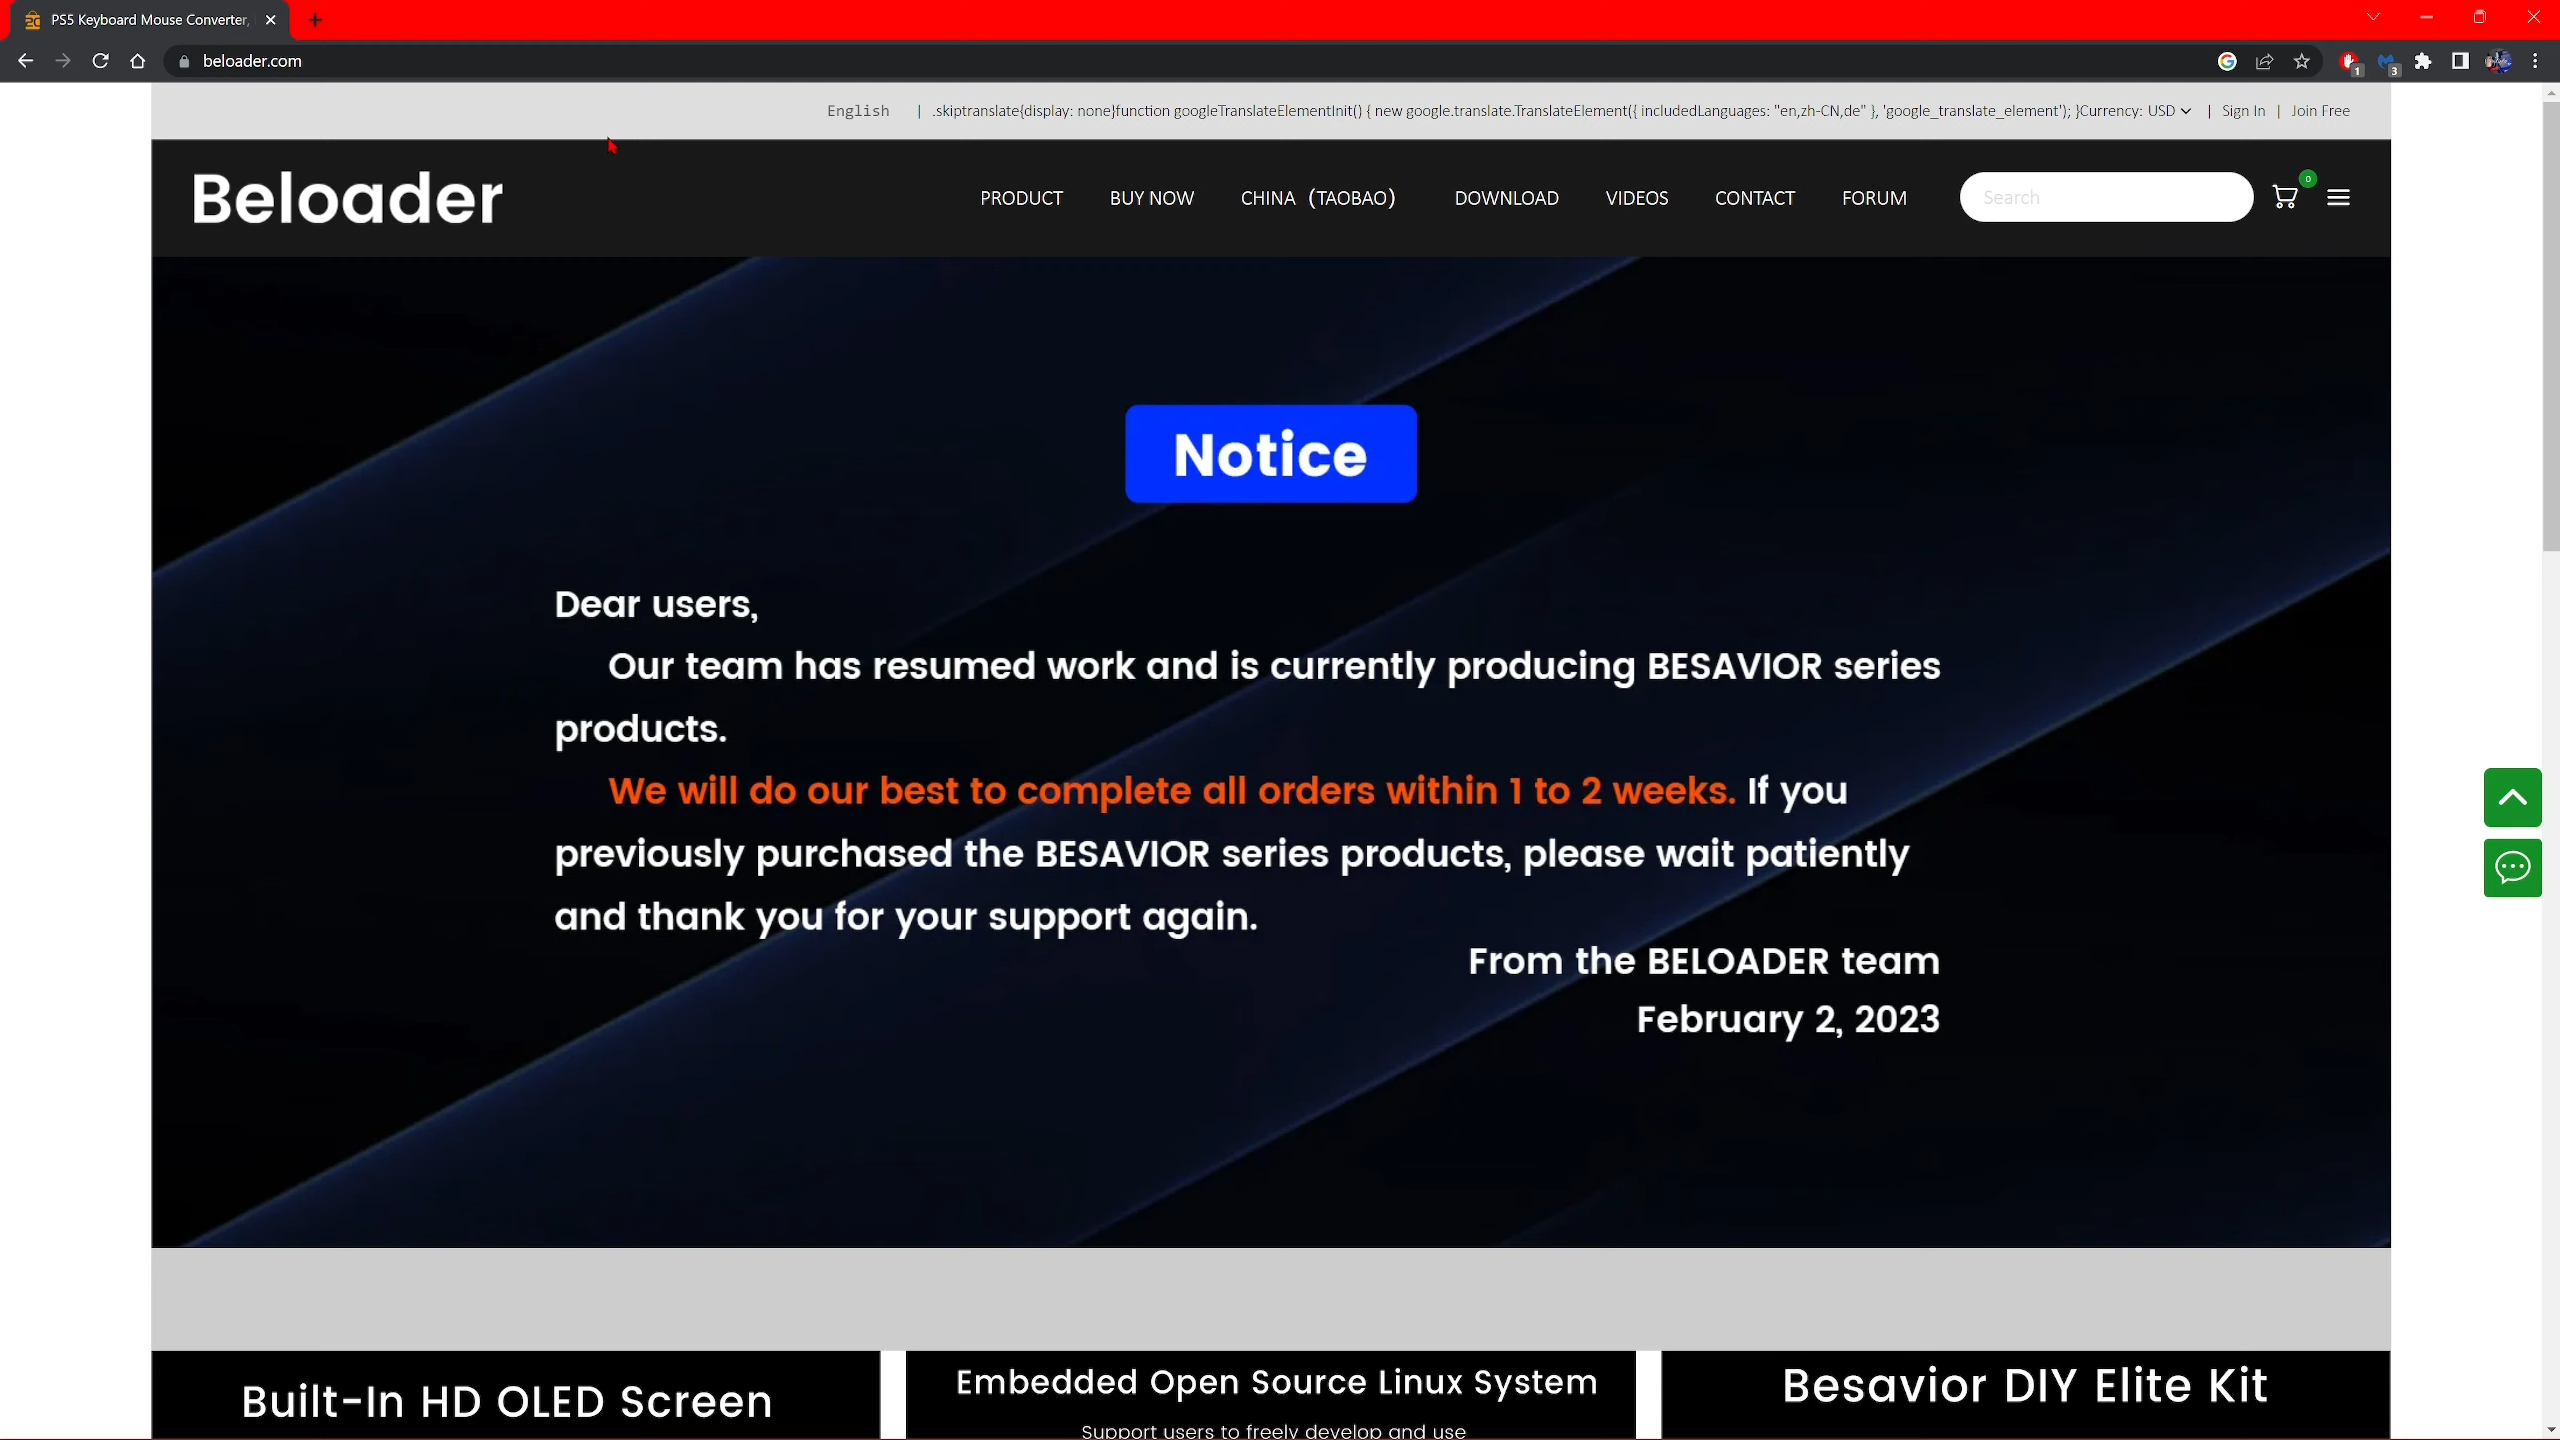 PS5 Keyboard Mouse Converter,
beloader.com
1
3
English | .skiptranslate{display: none}function googleTranslateElementInit() { new google.translate.TranslateElement({ includedLanguages: "en,zh-CN,de" }, 'google_translate_element'); }Currency: USD | Sign In | Join Free
Beloader PRODUCT BUY NOW CHINA（TAOBAO） DOWNLOAD VIDEOS CONTACT FORUM Search 0
Notice
Dear users,
Our team has resumed work and is currently producing BESAVIOR series
products.
We will do our best to complete all orders within 1 to 2 weeks. If you
previously purchased the BESAVIOR series products, please wait patiently
and thank you for your support again.
From the BELOADER team
February 2, 2023
Built-In HD OLED Screen
Embedded Open Source Linux System
Support users to freely develop and use
Besavior DIY Elite Kit